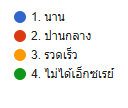 1. นาน
2. ปานกลาง
3. รวดเร็ว
4. ไม่ได้เอ็กซเรย์